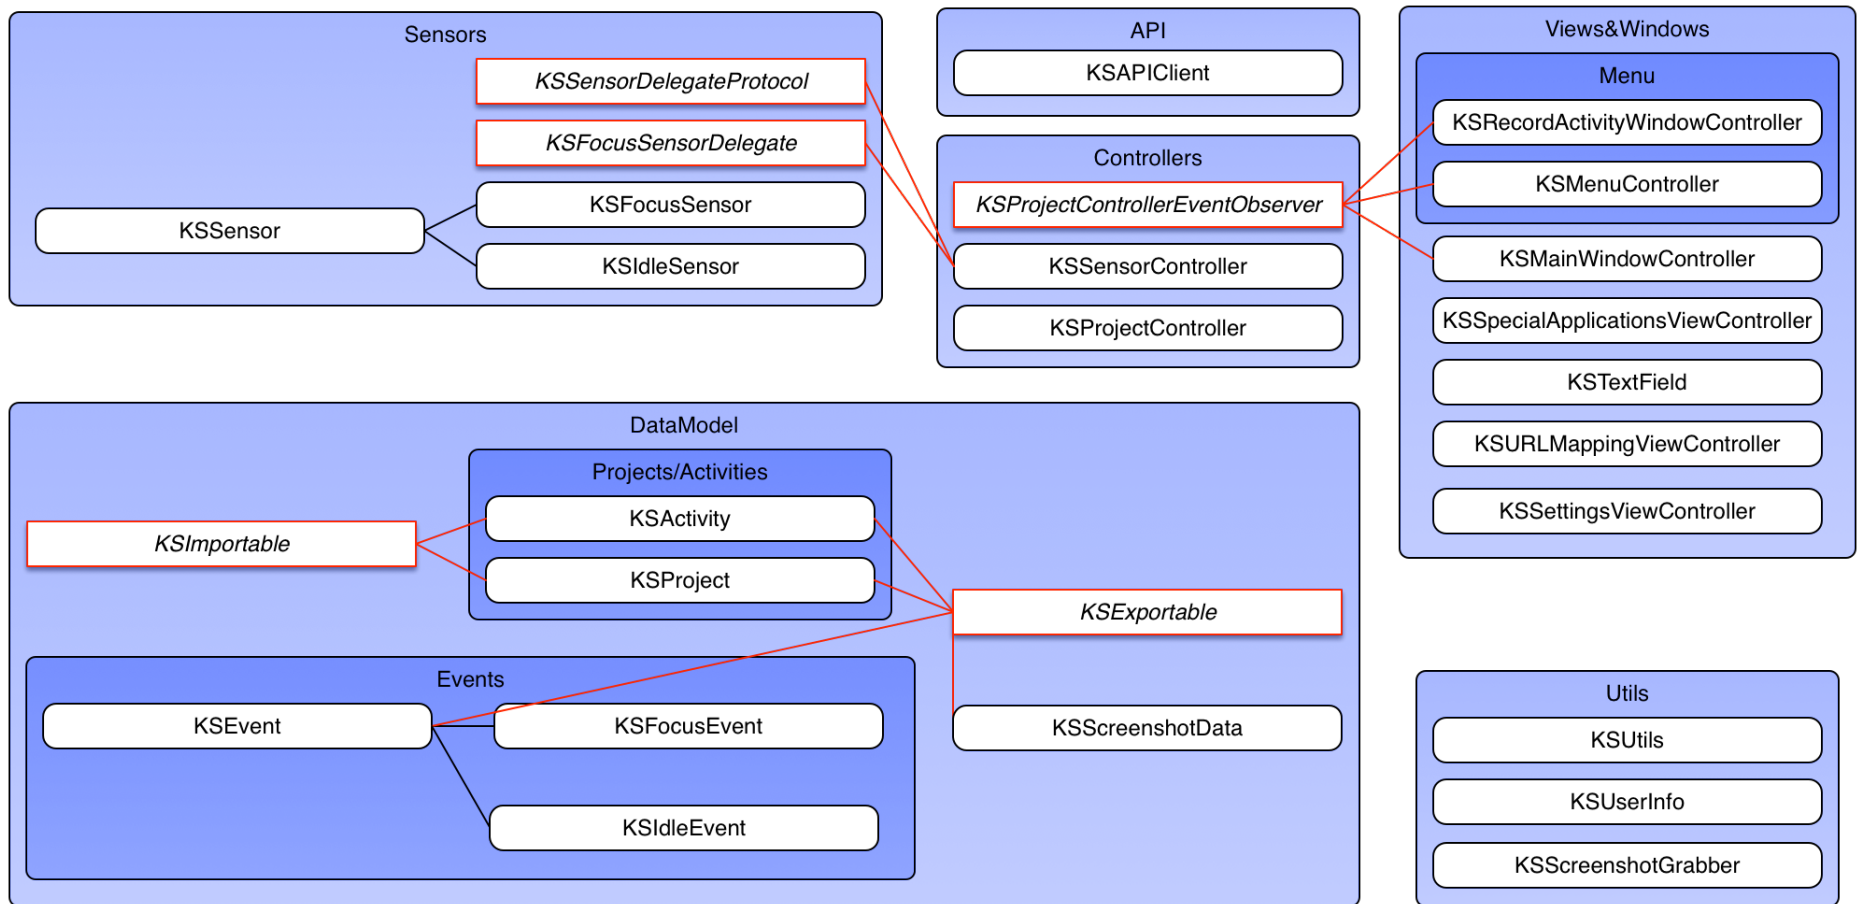 Sensors
KSSensorDelegateProtocol
KSFocusSensorDelegate
KSFocusSensor
KSSensor
KSIdleSensor
API
KSAPIClient
Controllers
KSProjectControllerEventObserver
KSSensorController
KSProjectController
Views&Windows
Menu
KSRecordActivityWindowController
KSMenuController
KSMainWindowController
KSSpecialApplicationsViewController
KSTextField
KSURLMappingViewController
KSSettingsViewController
DataModel
Projects/Activities
KSActivity
KSImportable
KSProject
KSExportable
Events
KSEvent
KSFocusEvent
KSScreenshotData
KSIdleEvent
Utils
KSUtils
KSUserInfo
KSScreenshotGrabber